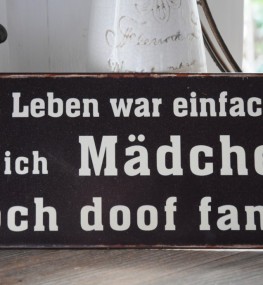 Leben war einfac
ich Mädche
och doof fan